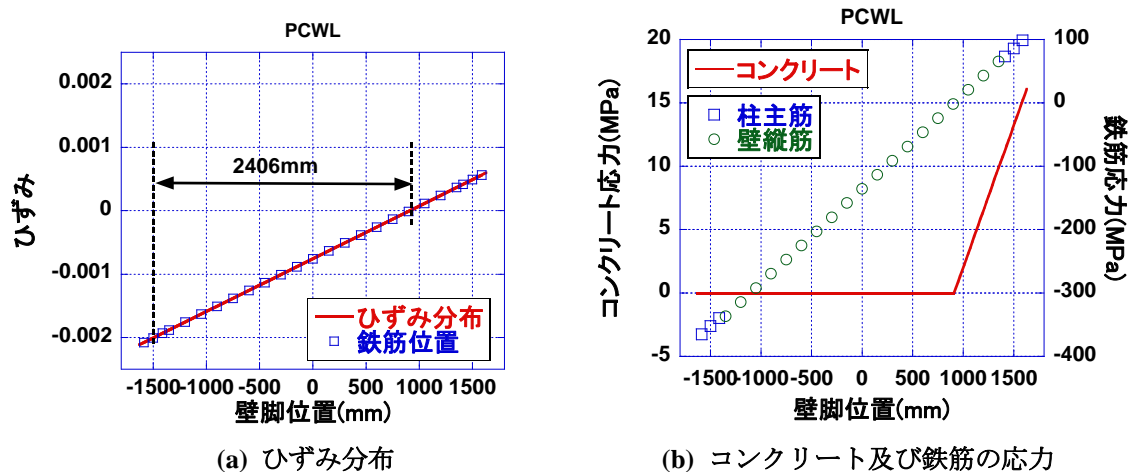 PCWL
0.002
0.001
0
-0.001
-0.002
ひずみ
2406mm
ひずみ分布
鉄筋位置
-1500 -1000 -500 0 500 1000 1500
壁脚位置(mm)
(a) ひずみ分布
PCWL
20
15
10
5
0
-5
コンクリート応力(MPa)
コンクリート
柱主筋
壁縦筋
100
0
-100
-200
-300
-400
鉄筋応力(MPa)
-1500 -1000 -500 0 500 1000 1500
壁脚位置(mm)
(b) コンクリート及び鉄筋の応力